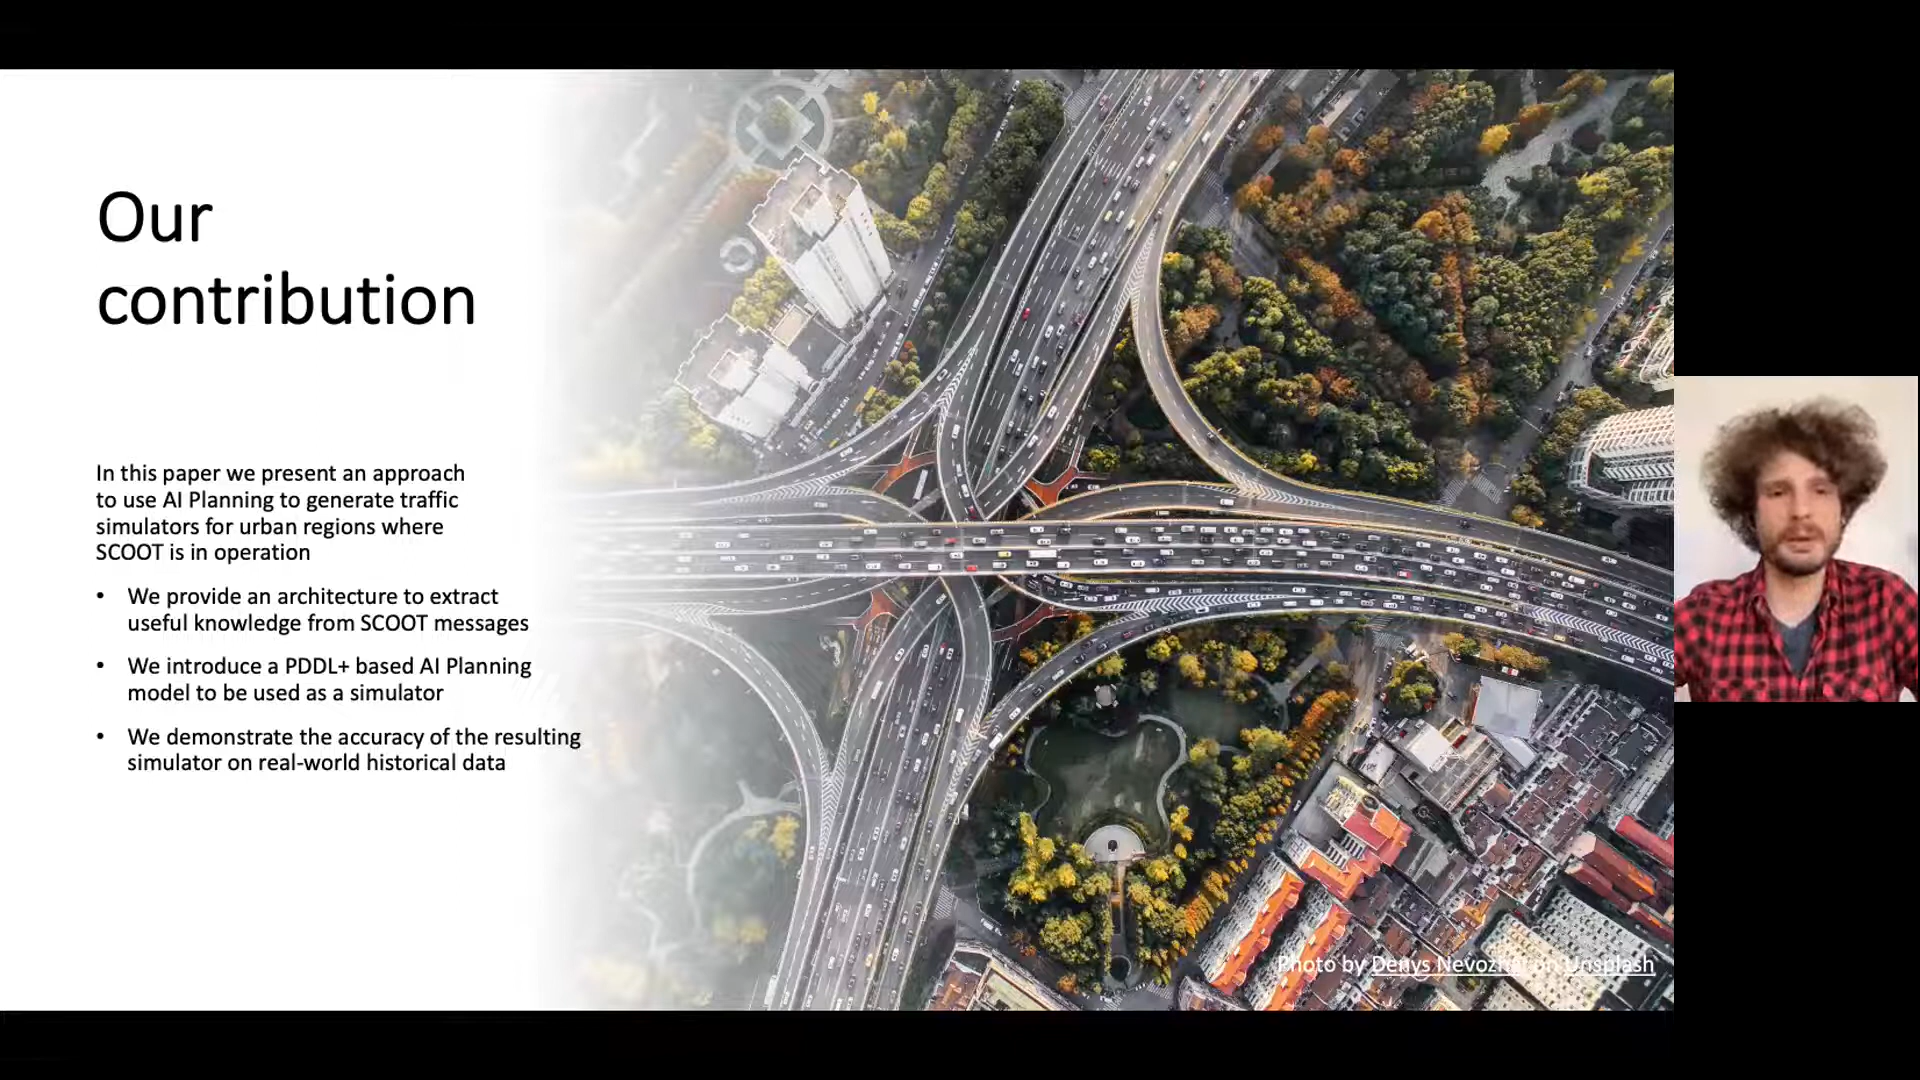 Our
contribution
In this paper we present an approach
to use AI Planning to generate traffic
simulators for urban regions where
SCOOT is in operation
• We provide an architecture to extract
useful knowledge from SCOOT messages
• We introduce a PDDL+ based AI Planning
model to be used as a simulator
• We demonstrate the accuracy of the resulting
simulator on real-world historical data
Photo by Denys Nevozhai on Unsplash